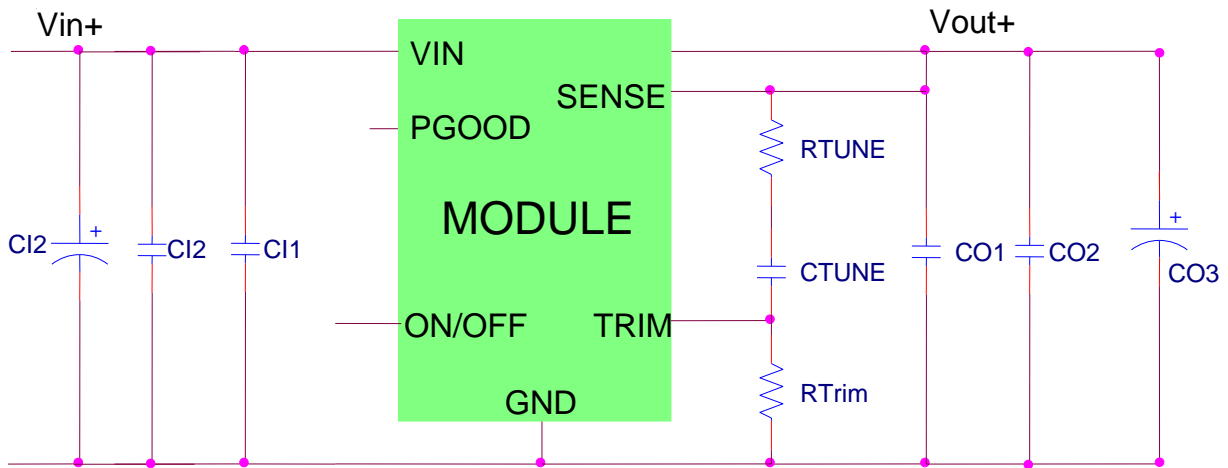 Vin+
Vout+
VIN
SENSE
PGOOD
RTUNE
MODULE
+
CI2
CI2
CI1
CTUNE
CO1
CO2
+
CO3
ON/OFF
TRIM
RTrim
GND